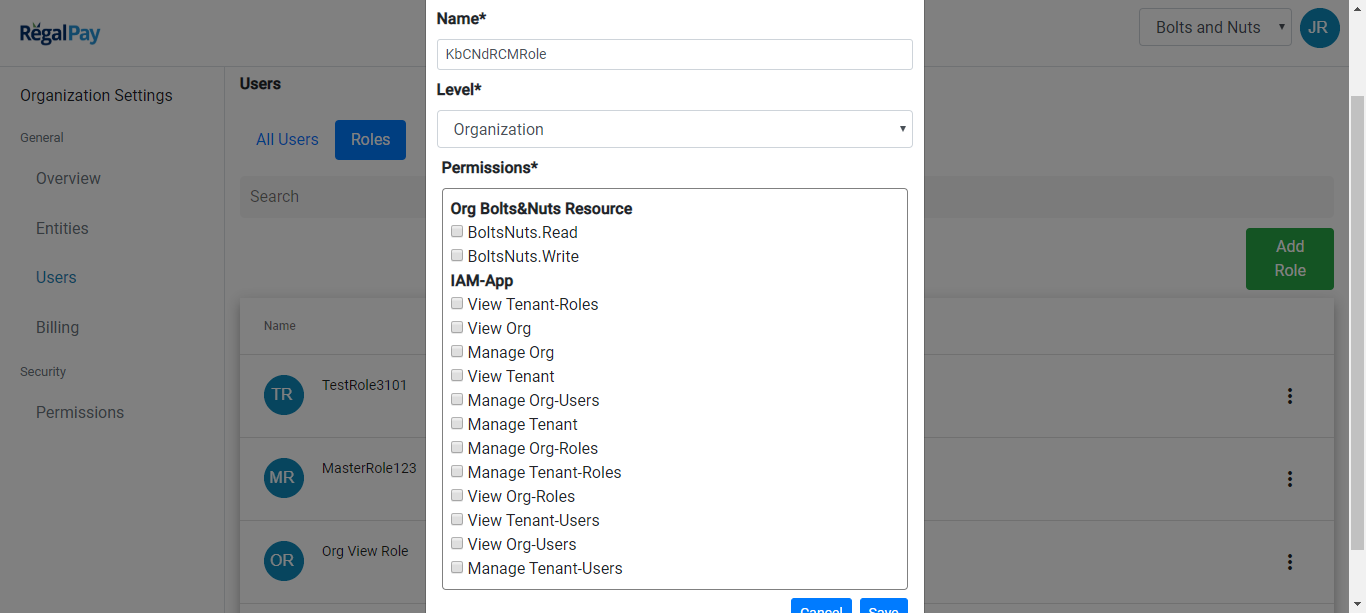 RegalPay
Bolts and Nuts
JR
Organization Settings
General
Overview
Entities
Users
Billing
Security
Permissions
Users
All Users
Roles
Search
Add
Role
Name
TR
TestRole3101
MR
MasterRole123
OR
Org View Role
Name*
KbCNdRCMRole
Level*
Organization
Permissions*
Org Bolts&Nuts Resource
BoltsNuts.Read
BoltsNuts.Write
IAM-App
View Tenant-Roles
View Org
Manage Org
View Tenant
Manage Org-Users
Manage Tenant
Manage Org-Roles
Manage Tenant-Roles
View Org-Roles
View Tenant-Users
View Org-Users
Manage Tenant-Users
Cancel
Save